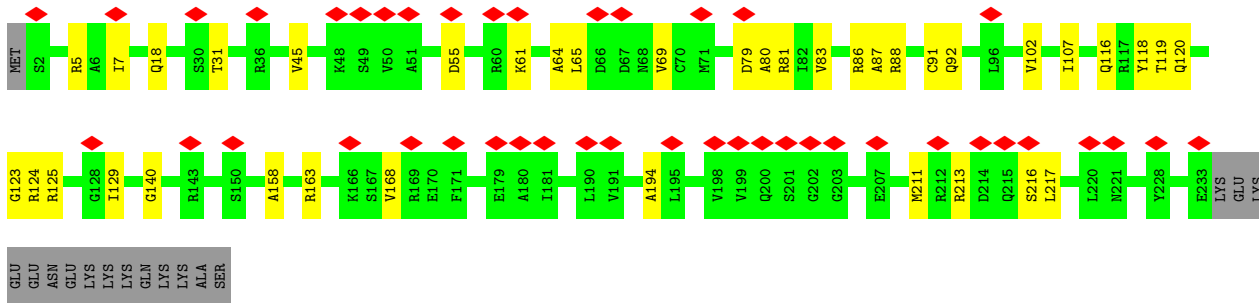 MET S2 R5 A6 I7 Q18 S30 T31 R36 V45 K48 S49 V50 A51 D55 R60 K61 A64 L65 D66 D67 N68 V69 C70 M71 D79 A80 R81 I82 V83 R86 A87 R88 C91 Q92 L96 V102 I107 Q116 R117 Y118 T119 Q120
G123 R124 R125 G128 I129 G140 R143 S150 A158 R163 K166 S167 V168 R169 E170 F171 E179 A180 I181 L190 V191 A194 L195 V198 V199 Q200 S201 G202 G203 E207 M211 R212 R213 D214 Q215 S216 L217 L220 N221 Y228 E233 LYS GLU LYS
GLU GLU ASN GLU LYS LYS LYS GLN LYS LYS ALA SER